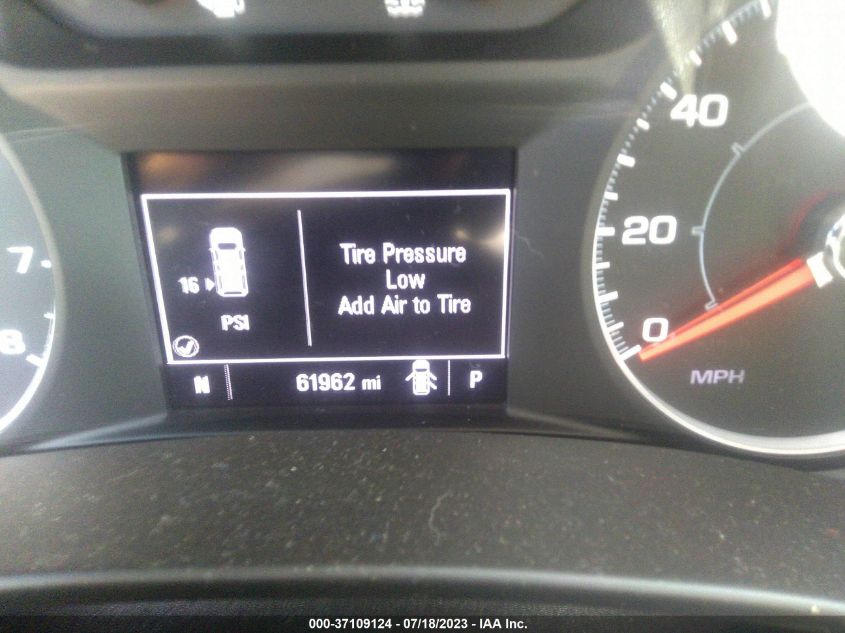 40
20
0
MPH
7
8
16
PSI
Tire Pressure
Low
Add Air to Tire
N
61962 mi
P
000-37109124 - 07/18/2023 - IAA Inc.